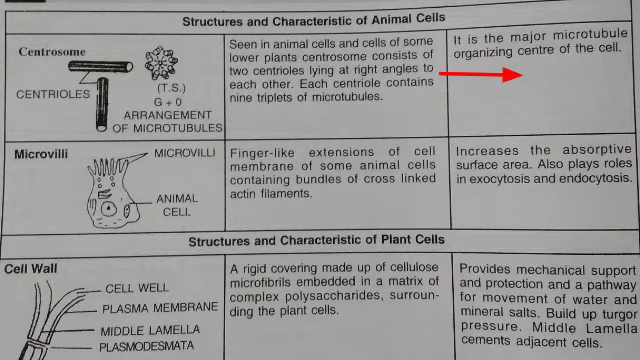 Structures and Characteristic of Animal Cells
Centrosome
CENTRIOLES
(T.S.)
G + 0
ARRANGEMENT
OF MICROTUBULES
Seen in animal cells and cells of some
lower plants centrosome consists of
two centrioles lying at right angles to
each other. Each centriole contains
nine triplets of microtubules.
It is the major microtubule
organizing centre of the cell.
Microvilli
MICROVILLI
ANIMAL
CELL
Finger-like extensions of cell
membrane of some animal cells
containing bundles of cross linked
actin filaments.
Increases the absorptive
surface area. Also plays roles
in exocytosis and endocytosis.
Structures and Characteristic of Plant Cells
Cell Wall
CELL WELL
PLASMA MEMBRANE
MIDDLE LAMELLA
PLASMODESMATA
A rigid covering made up of cellulose
microfibrils embedded in a matrix of
complex polysaccharides, surroun-
ding the plant cells.
Provides mechanical support
and protection and a pathway
for movement of water and
mineral salts. Build up turgor
pressure. Middle Lamella
cements adjacent cells.